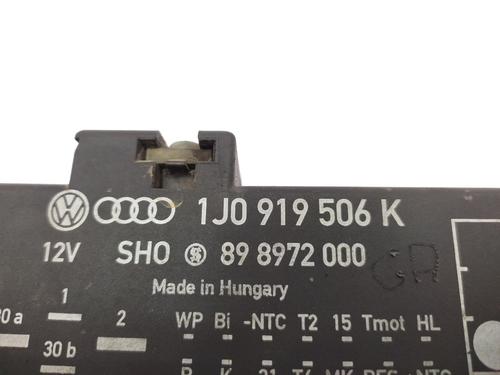 1J0 919 506 K
12V SHO 89 8972 000 GR
Made in Hungary
1 WP Bi -NTC T2 15 Tmot HL
30 a 2
30 b